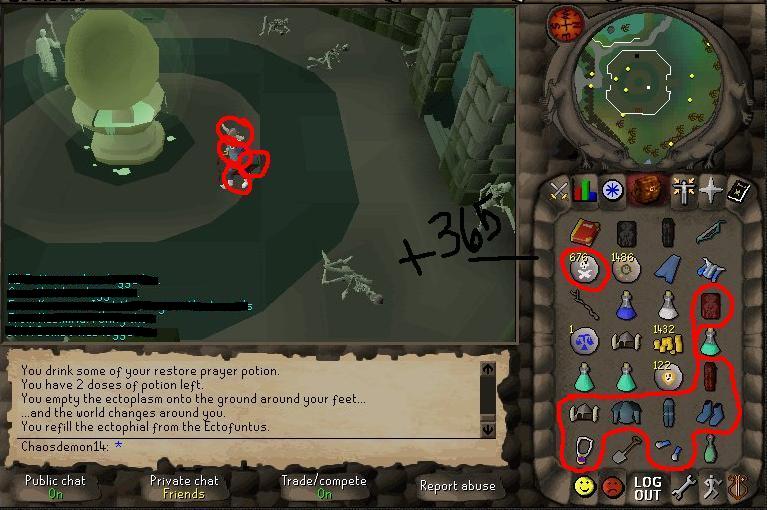 676
1486
+365
1
1432
122
You drink some of your restore prayer potion.
You have 2 doses of potion left.
You empty the ectoplasm onto the ground around your feet...
...and the world changes around you.
You refill the ectophial from the Ectofuntus.
Chaosdemon14: *
Public chat
On
Private chat
Friends
Trade/compete
On
Report abuse
LOG
OUT